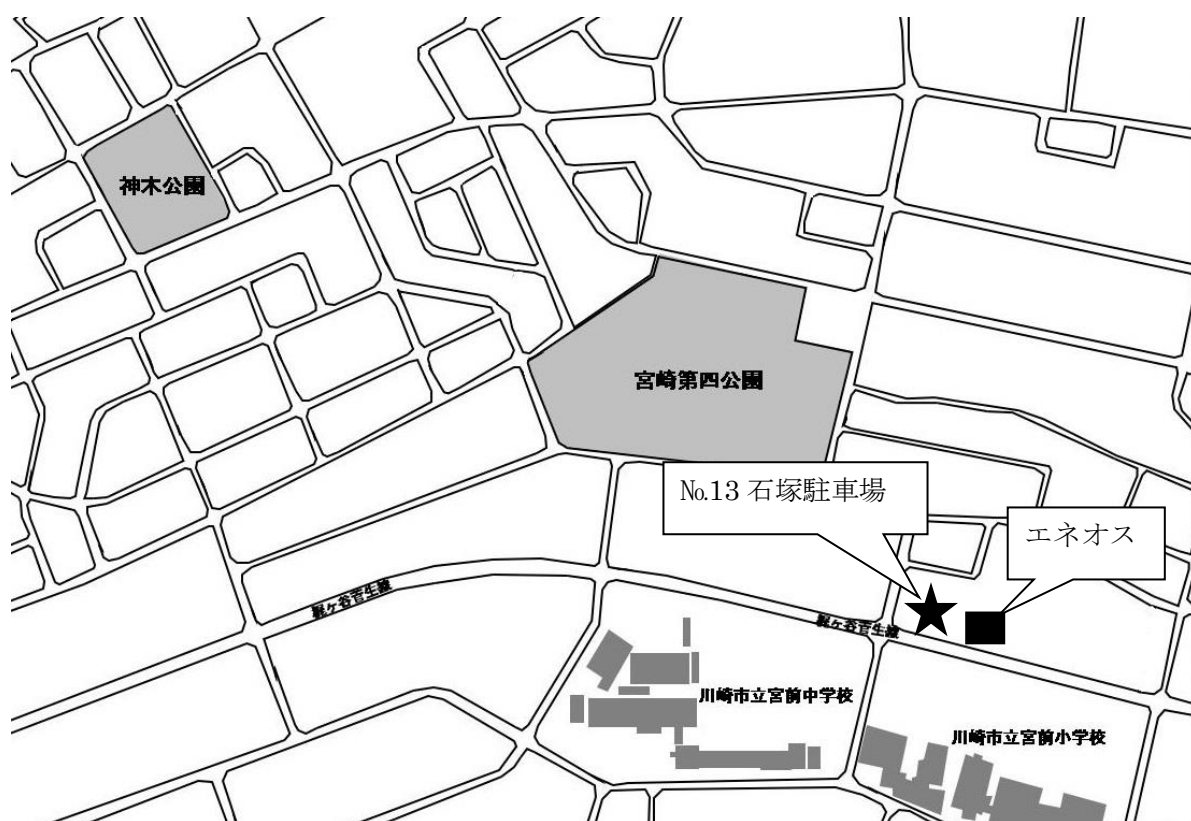 神木公園
宮崎第四公園
№13 石塚駐車場
エネオス
梶ヶ谷菅生線
梶ヶ谷菅生線
川崎市立宮前中学校
川崎市立宮前小学校